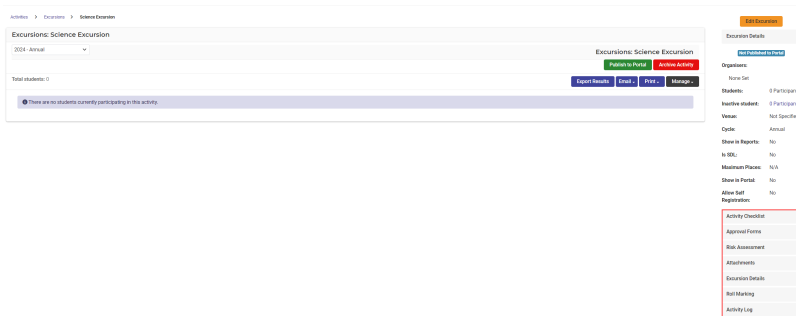 Activities > Excursions > Science Excursion
Excursions: Science Excursion
2024 - Annual
Excursions: Science Excursion
Publish to Portal Archive Activity
Total students: 0
Export Results Email Print Manage
There are no students currently participating in this activity.
Edit Excursion
Excursion Details
Not Published to Portal
Organisers:
None Set
Students: 0 Participan
Inactive student: 0 Participan
Venue: Not Specifie
Cycle: Annual
Show in Reports: No
Is SDL: No
Maximum Places: N/A
Show in Portal: No
Allow Self Registration: No
Activity Checklist
Approval Forms
Risk Assessment
Attachments
Excursion Details
Roll Marking
Activity Log